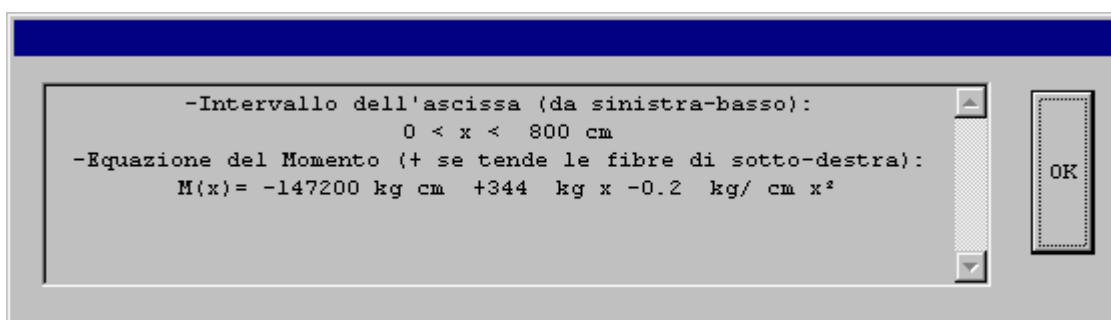 -Intervallo dell'ascissa (da sinistra-basso):
0 < x <  800 cm
-Equazione del Momento (+ se tende le fibre di sotto-destra):
M(x)= -147200 kg cm  +344  kg x -0.2  kg/ cm x²
OK